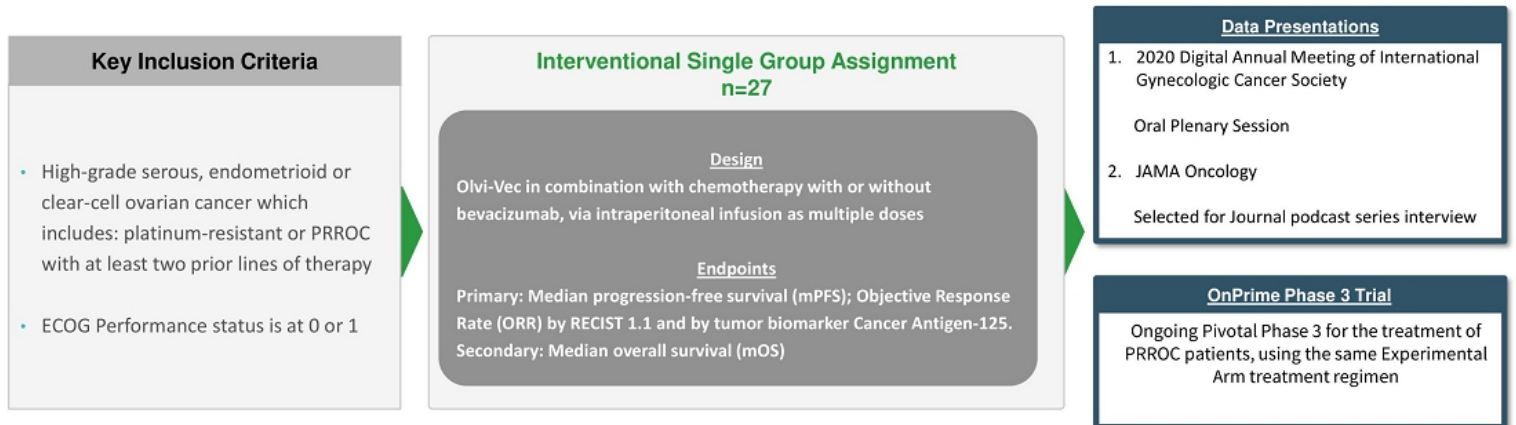 Key Inclusion Criteria
• High-grade serous, endometrioid or
clear-cell ovarian cancer which
includes: platinum-resistant or PRROC
with at least two prior lines of therapy
• ECOG Performance status is at 0 or 1
Interventional Single Group Assignment
n=27
Design
Olvi-Vec in combination with chemotherapy with or without
bevacizumab, via intraperitoneal infusion as multiple doses
Endpoints
Primary: Median progression-free survival (mPFS); Objective Response
Rate (ORR) by RECIST 1.1 and by tumor biomarker Cancer Antigen-125.
Secondary: Median overall survival (mOS)
Data Presentations
1. 2020 Digital Annual Meeting of International
Gynecologic Cancer Society
Oral Plenary Session
2. JAMA Oncology
Selected for Journal podcast series interview
OnPrime Phase 3 Trial
Ongoing Pivotal Phase 3 for the treatment of
PRROC patients, using the same Experimental
Arm treatment regimen